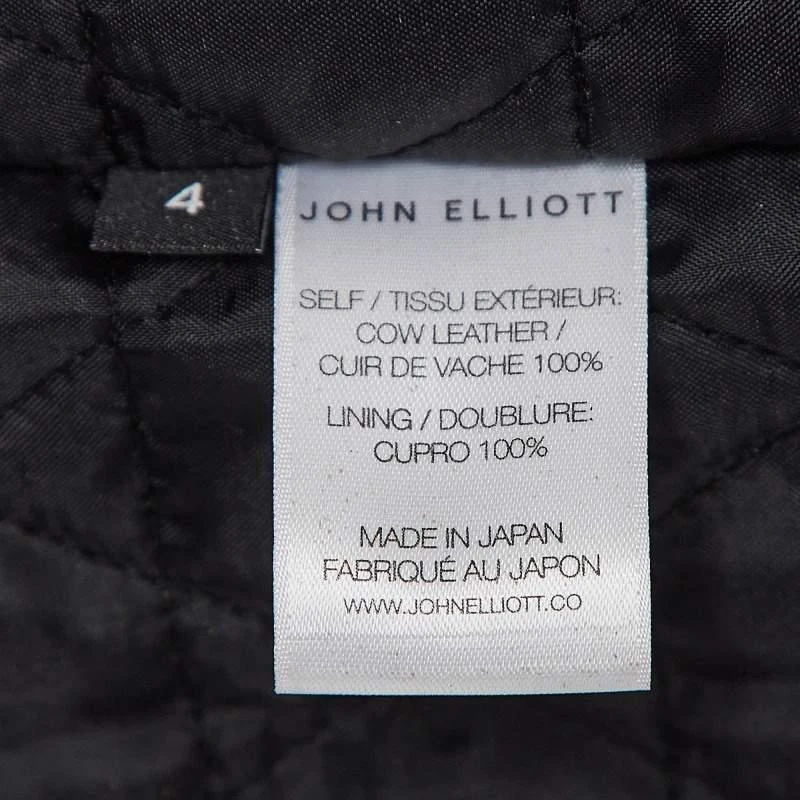 4
JOHN ELLIOTT
SELF / TISSU EXTÉRIEUR:
COW LEATHER /
CUIR DE VACHE 100%
LINING / DOUBLURE:
CUPRO 100%
MADE IN JAPAN
FABRIQUÉ AU JAPON
WWW.JOHNELLIOTT.CO